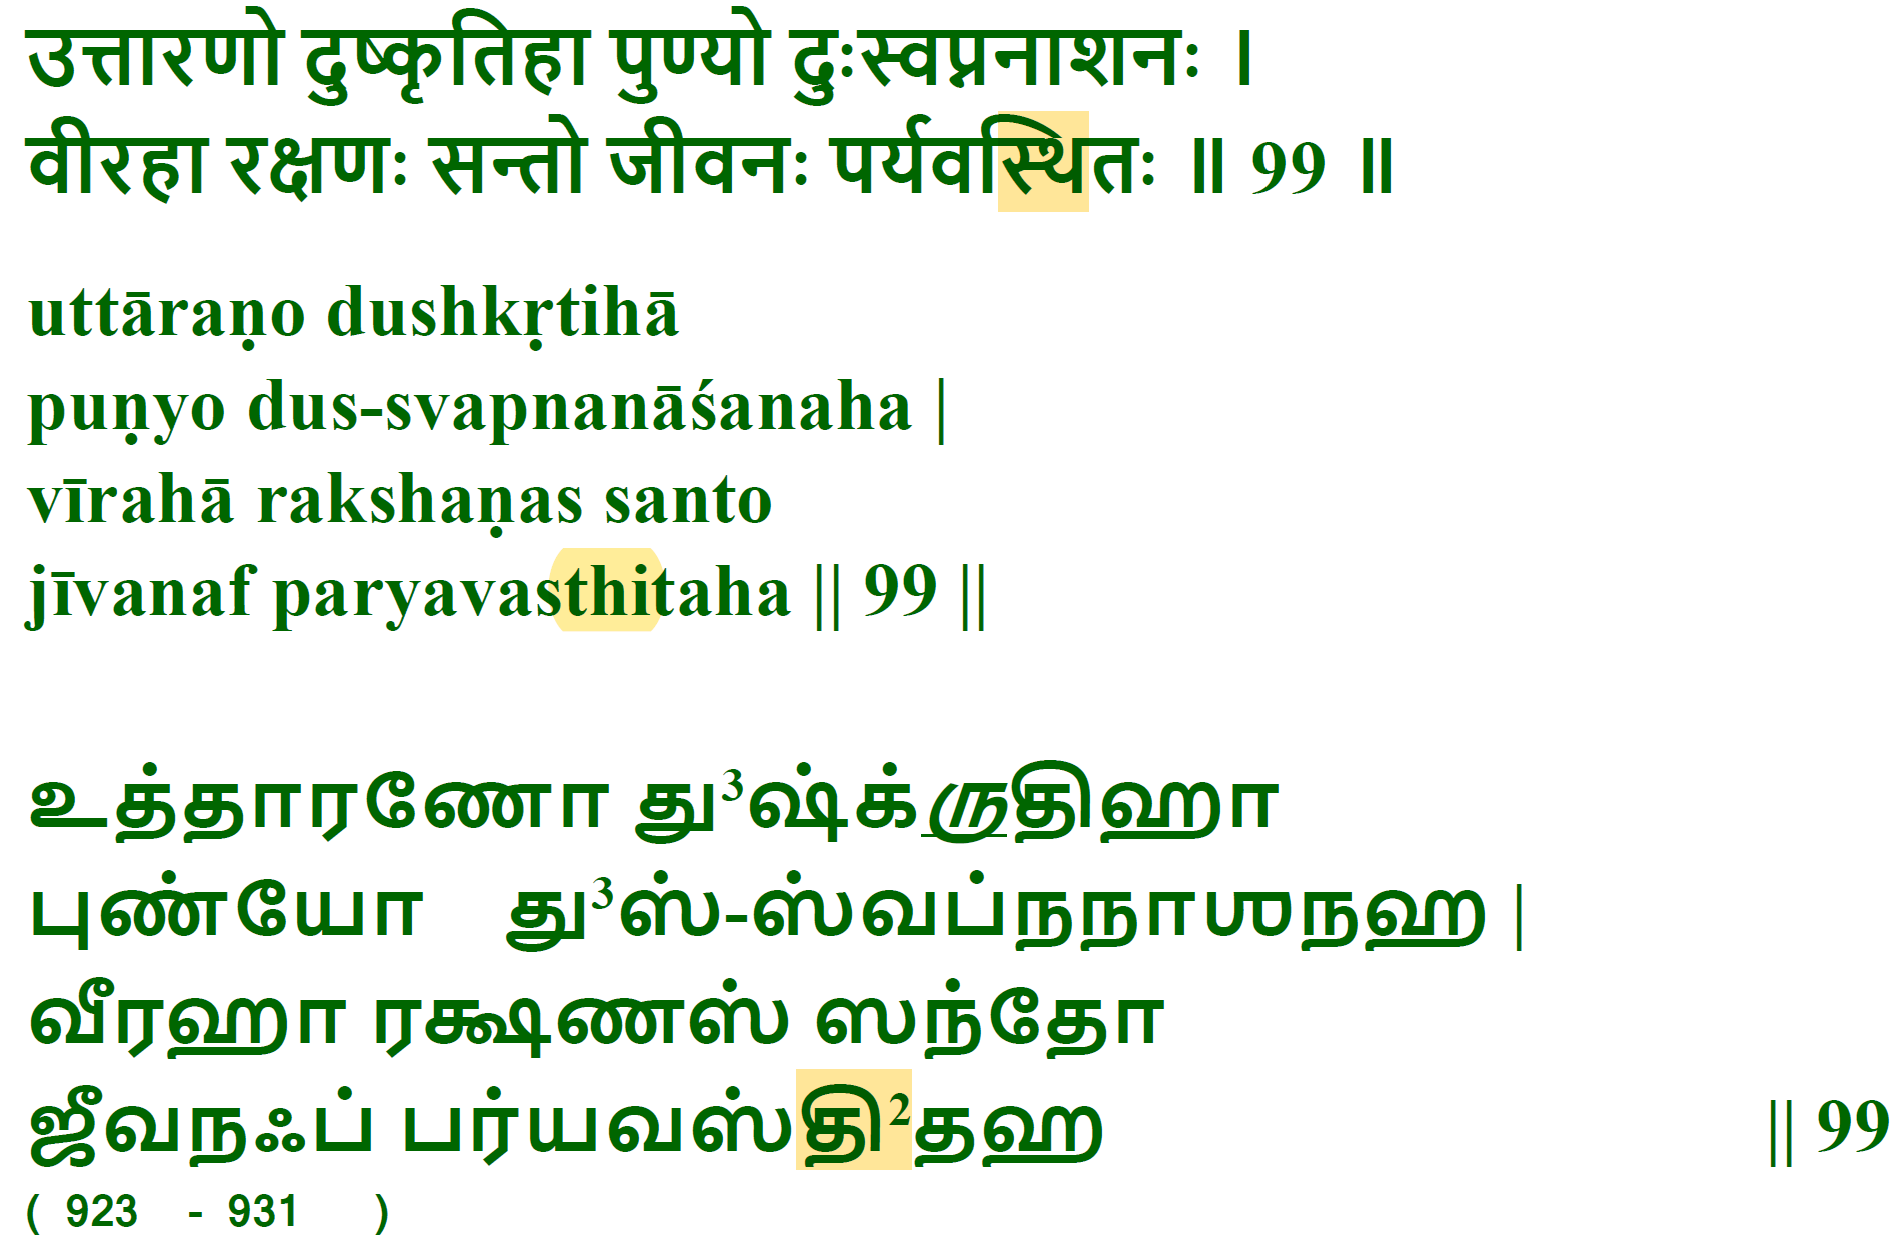 उत्तारणो दुष्कृतिहा पुण्यो दुःस्वप्ननाशनः ।
वीरहा रक्षणः सन्तो जीवनः पर्यवस्थितः ॥ 99 ॥
uttāraṇo dushkṛtihā
puṇyo dus-svapnanāśanaha |
vīrahā rakshaṇas santo
jīvanaf paryavasthitaha || 99 ||
உத்தாரணோ து³ஷ்க்ருதிஹா
புண்யோ து³ஸ்-ஸ்வப்நநாஶநஹ |
வீரஹா ரக்ஷணஸ் ஸந்தோ
ஜீவநஃப் பர்யவஸ்தி²தஹ || 99
( 923 - 931 )